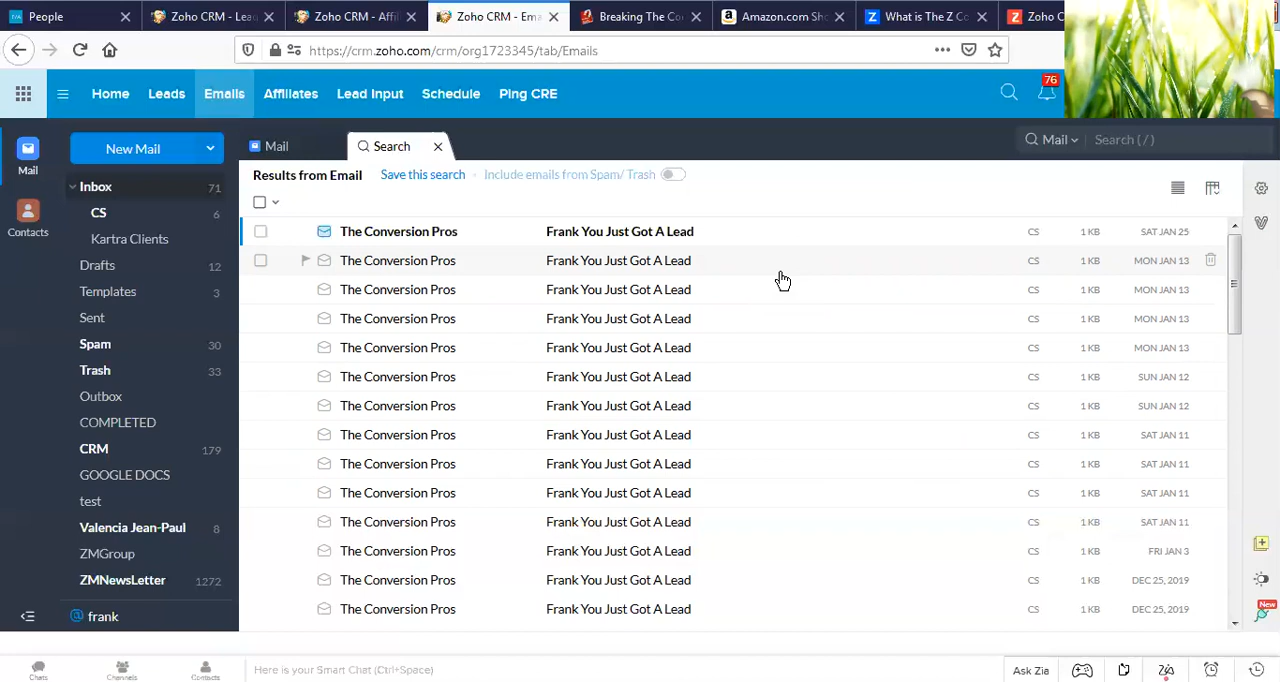 People
Zoho CRM - Lea
Zoho CRM - Affil
Zoho CRM - Ema
Breaking The Co
Amazon.com Sho
What is The Z Co
Zoho C
https://crm.zoho.com/crm/org1723345/tab/Emails
Home Leads Emails Affiliates Lead Input Schedule Ping CRE
76
Mail
Contacts
New Mail
Inbox 71
CS 6
Kartra Clients
Drafts 12
Templates 3
Sent
Spam 30
Trash 33
Outbox
COMPLETED
CRM 179
GOOGLE DOCS
test
Valencia Jean-Paul 8
ZMGroup
ZMNewsLetter 1272
@ frank
Mail
Search
Mail
Search ( / )
Results from Email Save this search · Include emails from Spam/ Trash
The Conversion Pros Frank You Just Got A Lead CS 1 KB SAT JAN 25
The Conversion Pros Frank You Just Got A Lead CS 1 KB MON JAN 13
The Conversion Pros Frank You Just Got A Lead CS 1 KB MON JAN 13
The Conversion Pros Frank You Just Got A Lead CS 1 KB MON JAN 13
The Conversion Pros Frank You Just Got A Lead CS 1 KB MON JAN 13
The Conversion Pros Frank You Just Got A Lead CS 1 KB SUN JAN 12
The Conversion Pros Frank You Just Got A Lead CS 1 KB SUN JAN 12
The Conversion Pros Frank You Just Got A Lead CS 1 KB SAT JAN 11
The Conversion Pros Frank You Just Got A Lead CS 1 KB SAT JAN 11
The Conversion Pros Frank You Just Got A Lead CS 1 KB SAT JAN 11
The Conversion Pros Frank You Just Got A Lead CS 1 KB SAT JAN 11
The Conversion Pros Frank You Just Got A Lead CS 1 KB FRI JAN 3
The Conversion Pros Frank You Just Got A Lead CS 1 KB DEC 25, 2019
The Conversion Pros Frank You Just Got A Lead CS 1 KB DEC 25, 2019
New
Chats
Channels
Contacts
Here is your Smart Chat (Ctrl+Space)
Ask Zia